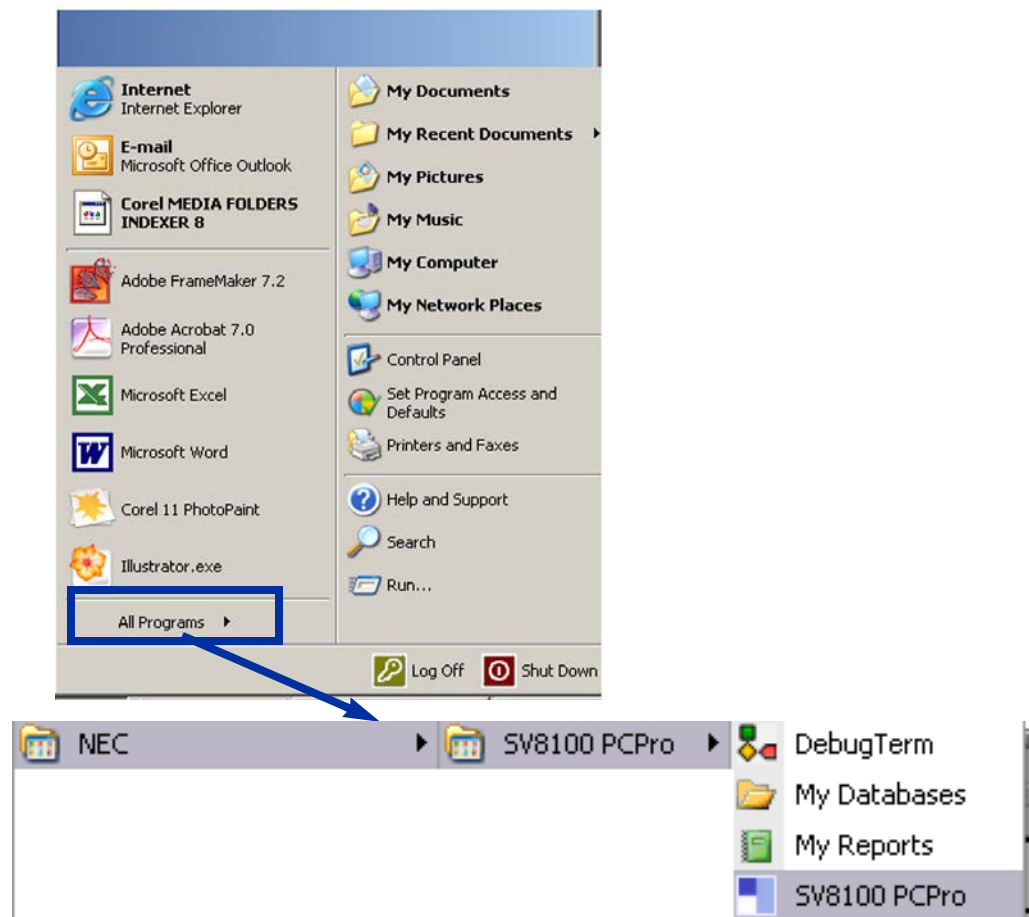 Internet
Internet Explorer
E-mail
Microsoft Office Outlook
Corel MEDIA FOLDERS
INDEXER 8
Adobe FrameMaker 7.2
Adobe Acrobat 7.0
Professional
Microsoft Excel
Microsoft Word
Corel 11 PhotoPaint
Illustrator.exe
All Programs
My Documents
My Recent Documents
My Pictures
My Music
My Computer
My Network Places
Control Panel
Set Program Access and
Defaults
Printers and Faxes
Help and Support
Search
Run...
Log Off
Shut Down
NEC
SV8100 PCPro
DebugTerm
My Databases
My Reports
SV8100 PCPro